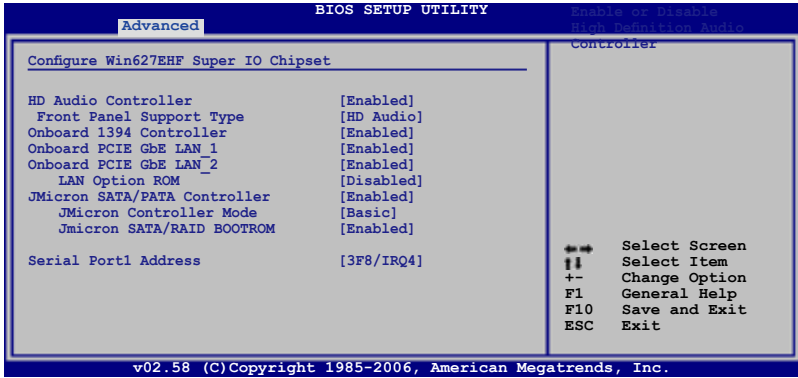 BIOS SETUP UTILITY
Advanced
Configure Win627EHF Super IO Chipset
HD Audio Controller [Enabled]
Front Panel Support Type [HD Audio]
Onboard 1394 Controller [Enabled]
Onboard PCIE GbE LAN_1 [Enabled]
Onboard PCIE GbE LAN_2 [Enabled]
LAN Option ROM [Disabled]
JMicron SATA/PATA Controller [Enabled]
JMicron Controller Mode [Basic]
Jmicron SATA/RAID BOOTROM [Enabled]
Serial Port1 Address [3F8/IRQ4]
Enable or Disable
High Definition Audio
Controller
Select Screen
Select Item
+- Change Option
F1 General Help
F10 Save and Exit
ESC Exit
v02.58 (C)Copyright 1985-2006, American Megatrends, Inc.